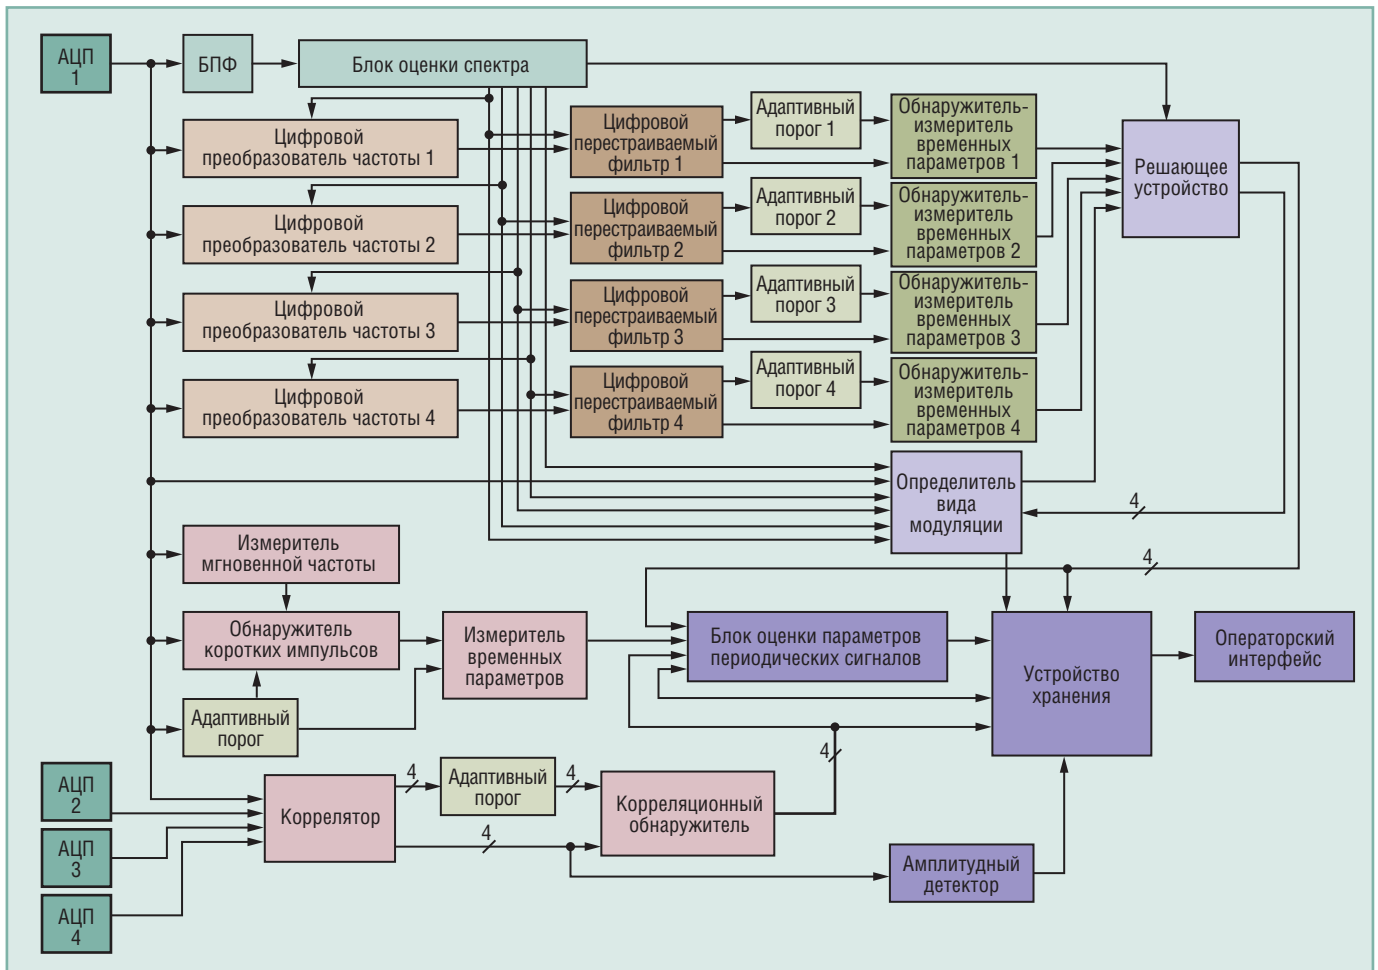 АЦП
1
БПФ
Блок оценки спектра
Цифровой
преобразователь частоты 1
Цифровой
перестраиваемый
фильтр 1
Адаптивный
порог 1
Обнаружитель-
измеритель
временных
параметров 1
Решающее
устройство
Цифровой
преобразователь частоты 2
Цифровой
перестраиваемый
фильтр 2
Адаптивный
порог 2
Обнаружитель-
измеритель
временных
параметров 2
Цифровой
преобразователь частоты 3
Цифровой
перестраиваемый
фильтр 3
Адаптивный
порог 3
Обнаружитель-
измеритель
временных
параметров 3
Цифровой
преобразователь частоты 4
Цифровой
перестраиваемый
фильтр 4
Адаптивный
порог 4
Обнаружитель-
измеритель
временных
параметров 4
Определитель
вида
модуляции
4
Измеритель
мгновенной частоты
4
Обнаружитель
коротких импульсов
Измеритель
временных
параметров
Блок оценки параметров
периодических сигналов
Устройство
хранения
Операторский
интерфейс
Адаптивный
порог
АЦП
2
Коррелятор
4
Адаптивный
порог
4
Корреляционный
обнаружитель
4
4
АЦП
3
Амплитудный
детектор
АЦП
4